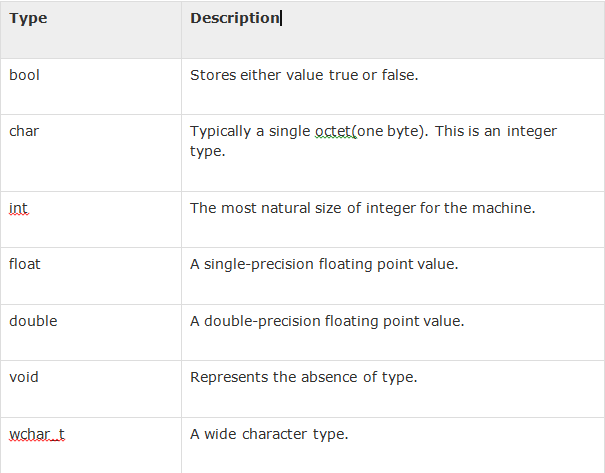 Type Description
bool Stores either value true or false.
char Typically a single octet(one byte). This is an integer
type.
int The most natural size of integer for the machine.
float A single-precision floating point value.
double A double-precision floating point value.
void Represents the absence of type.
wchar_t A wide character type.